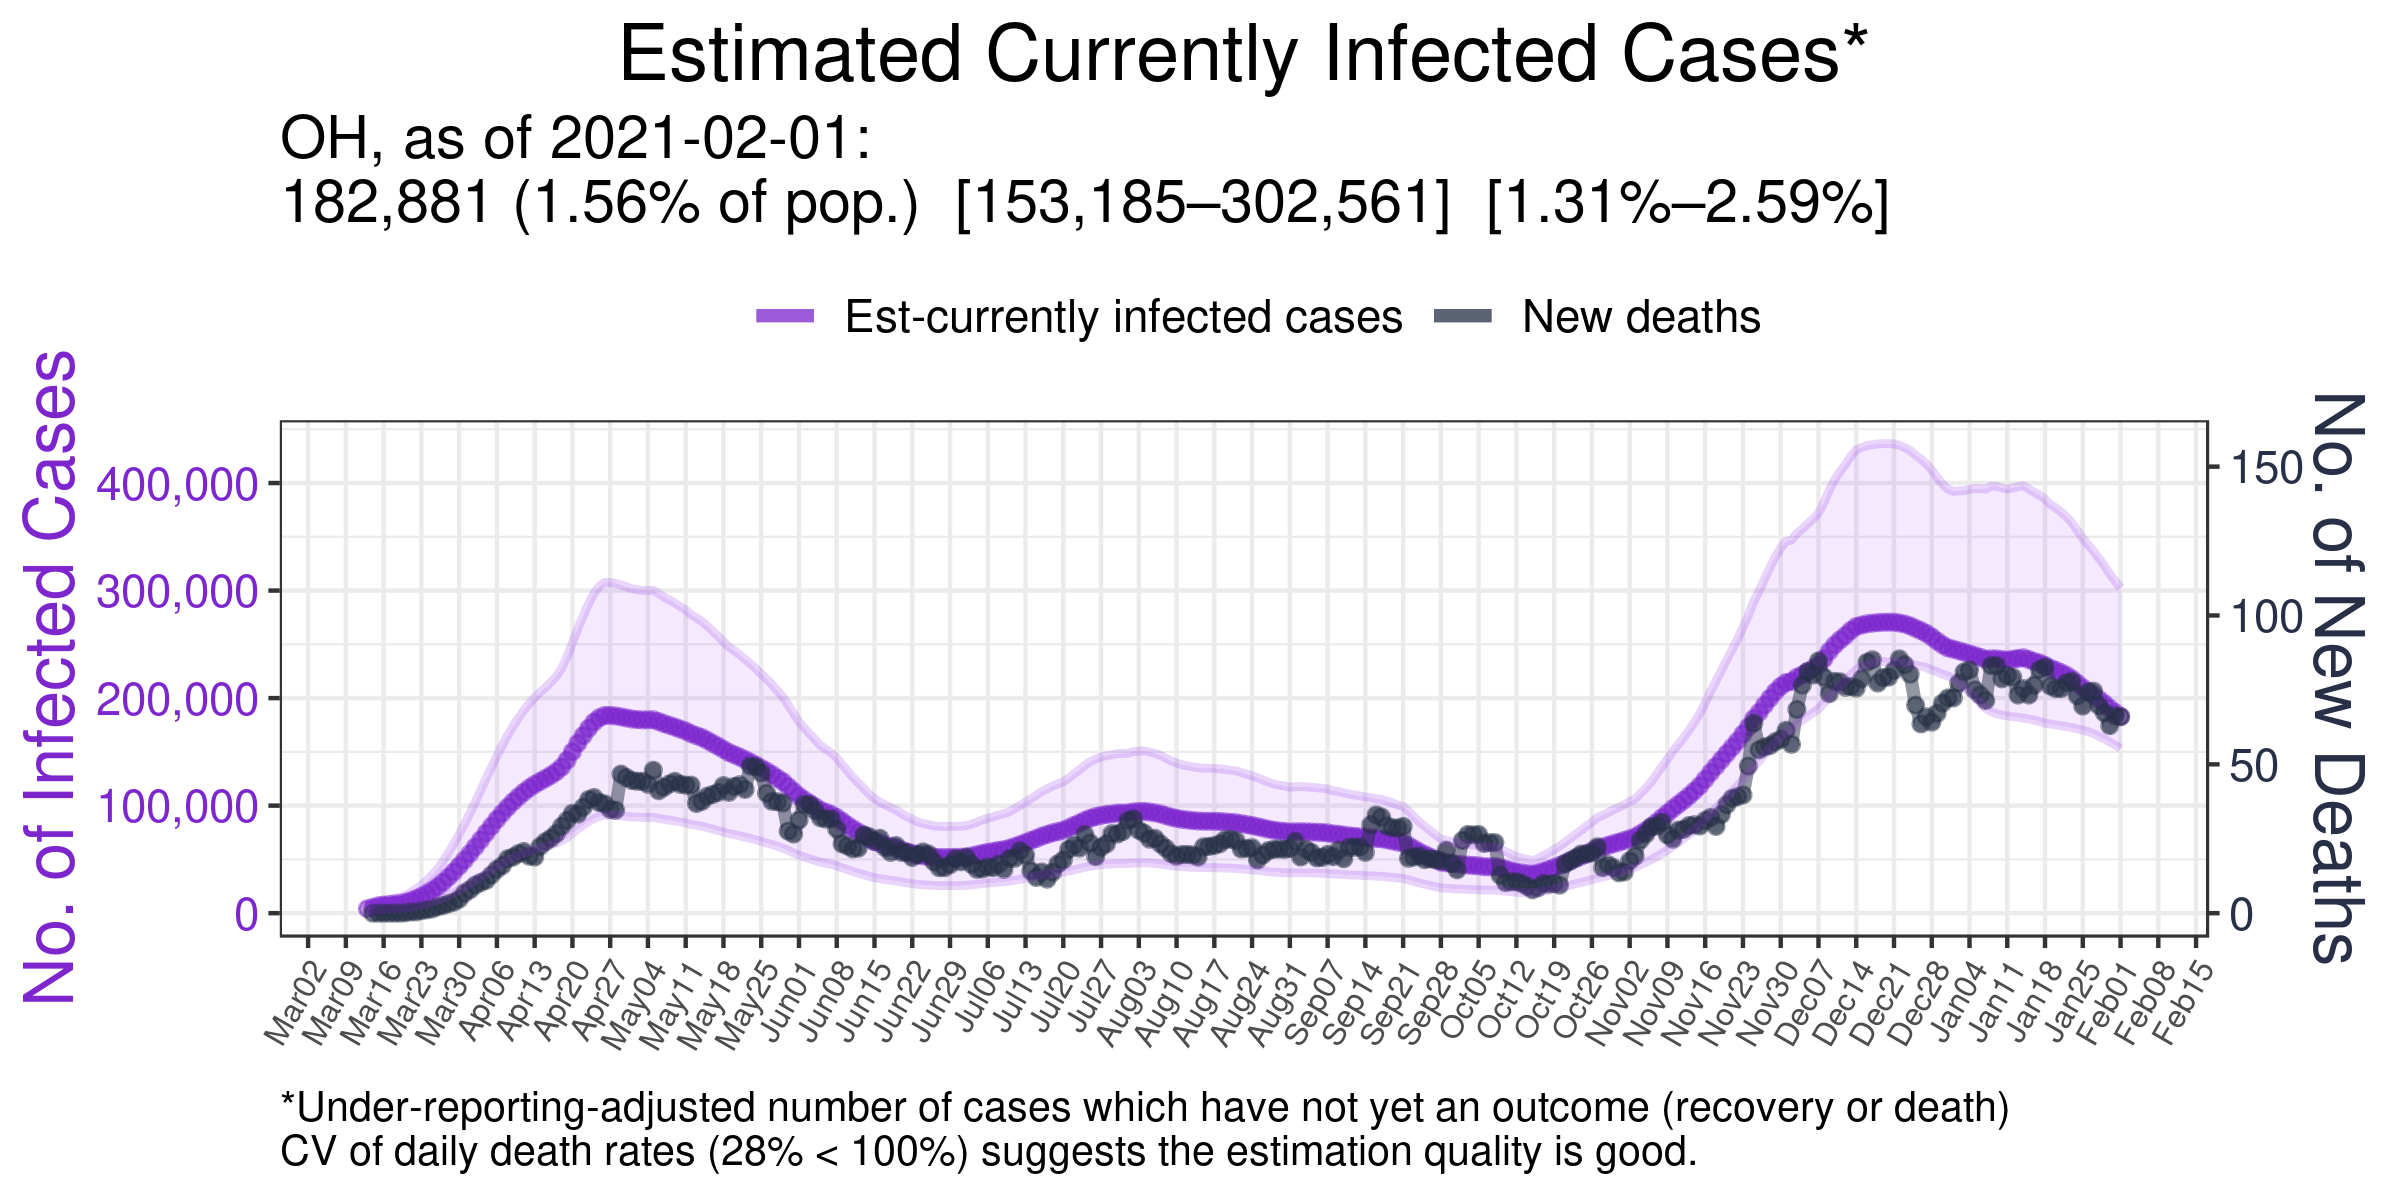 Estimated Currently Infected Cases*
OH, as of 2021-02-01:
182,881 (1.56% of pop.)  [153,185–302,561]  [1.31%–2.59%]
Est-currently infected cases
New deaths
No. of Infected Cases
400,000
300,000
200,000
100,000
0
150
100
50
0
No. of New Deaths
Mar02
Mar09
Mar16
Mar23
Mar30
Apr06
Apr13
Apr20
Apr27
May04
May11
May18
May25
Jun01
Jun08
Jun15
Jun22
Jun29
Jul06
Jul13
Jul20
Jul27
Aug03
Aug10
Aug17
Aug24
Aug31
Sep07
Sep14
Sep21
Sep28
Oct05
Oct12
Oct19
Oct26
Nov02
Nov09
Nov16
Nov23
Nov30
Dec07
Dec14
Dec21
Dec28
Jan04
Jan11
Jan18
Jan25
Feb01
Feb08
Feb15
*Under-reporting-adjusted number of cases which have not yet an outcome (recovery or death)
CV of daily death rates (28% < 100%) suggests the estimation quality is good.